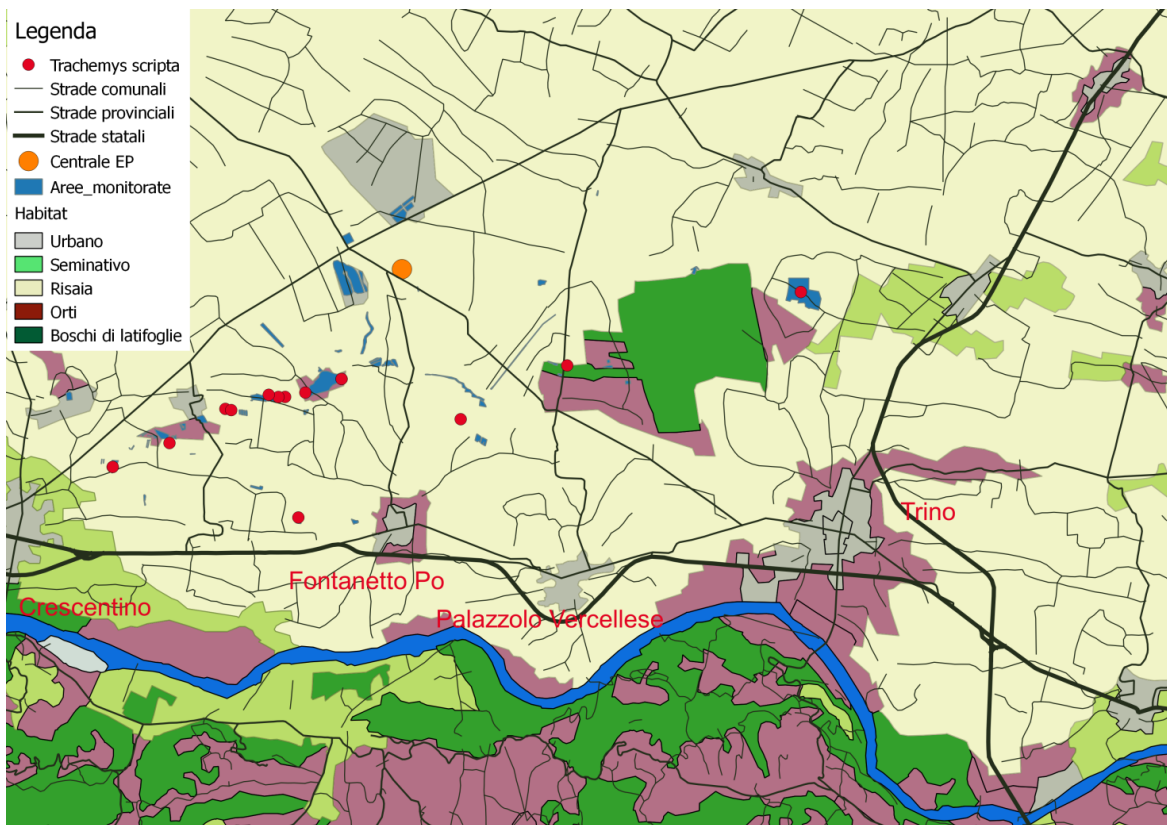 Legenda
Trachemys scripta
Strade comunali
Strade provinciali
Strade statali
Centrale EP
Aree_monitorate
Habitat
Urbano
Seminativo
Risaia
Orti
Boschi di latifoglie
Trino
Fontanetto Po
Crescentino
Palazzolo Vercellese